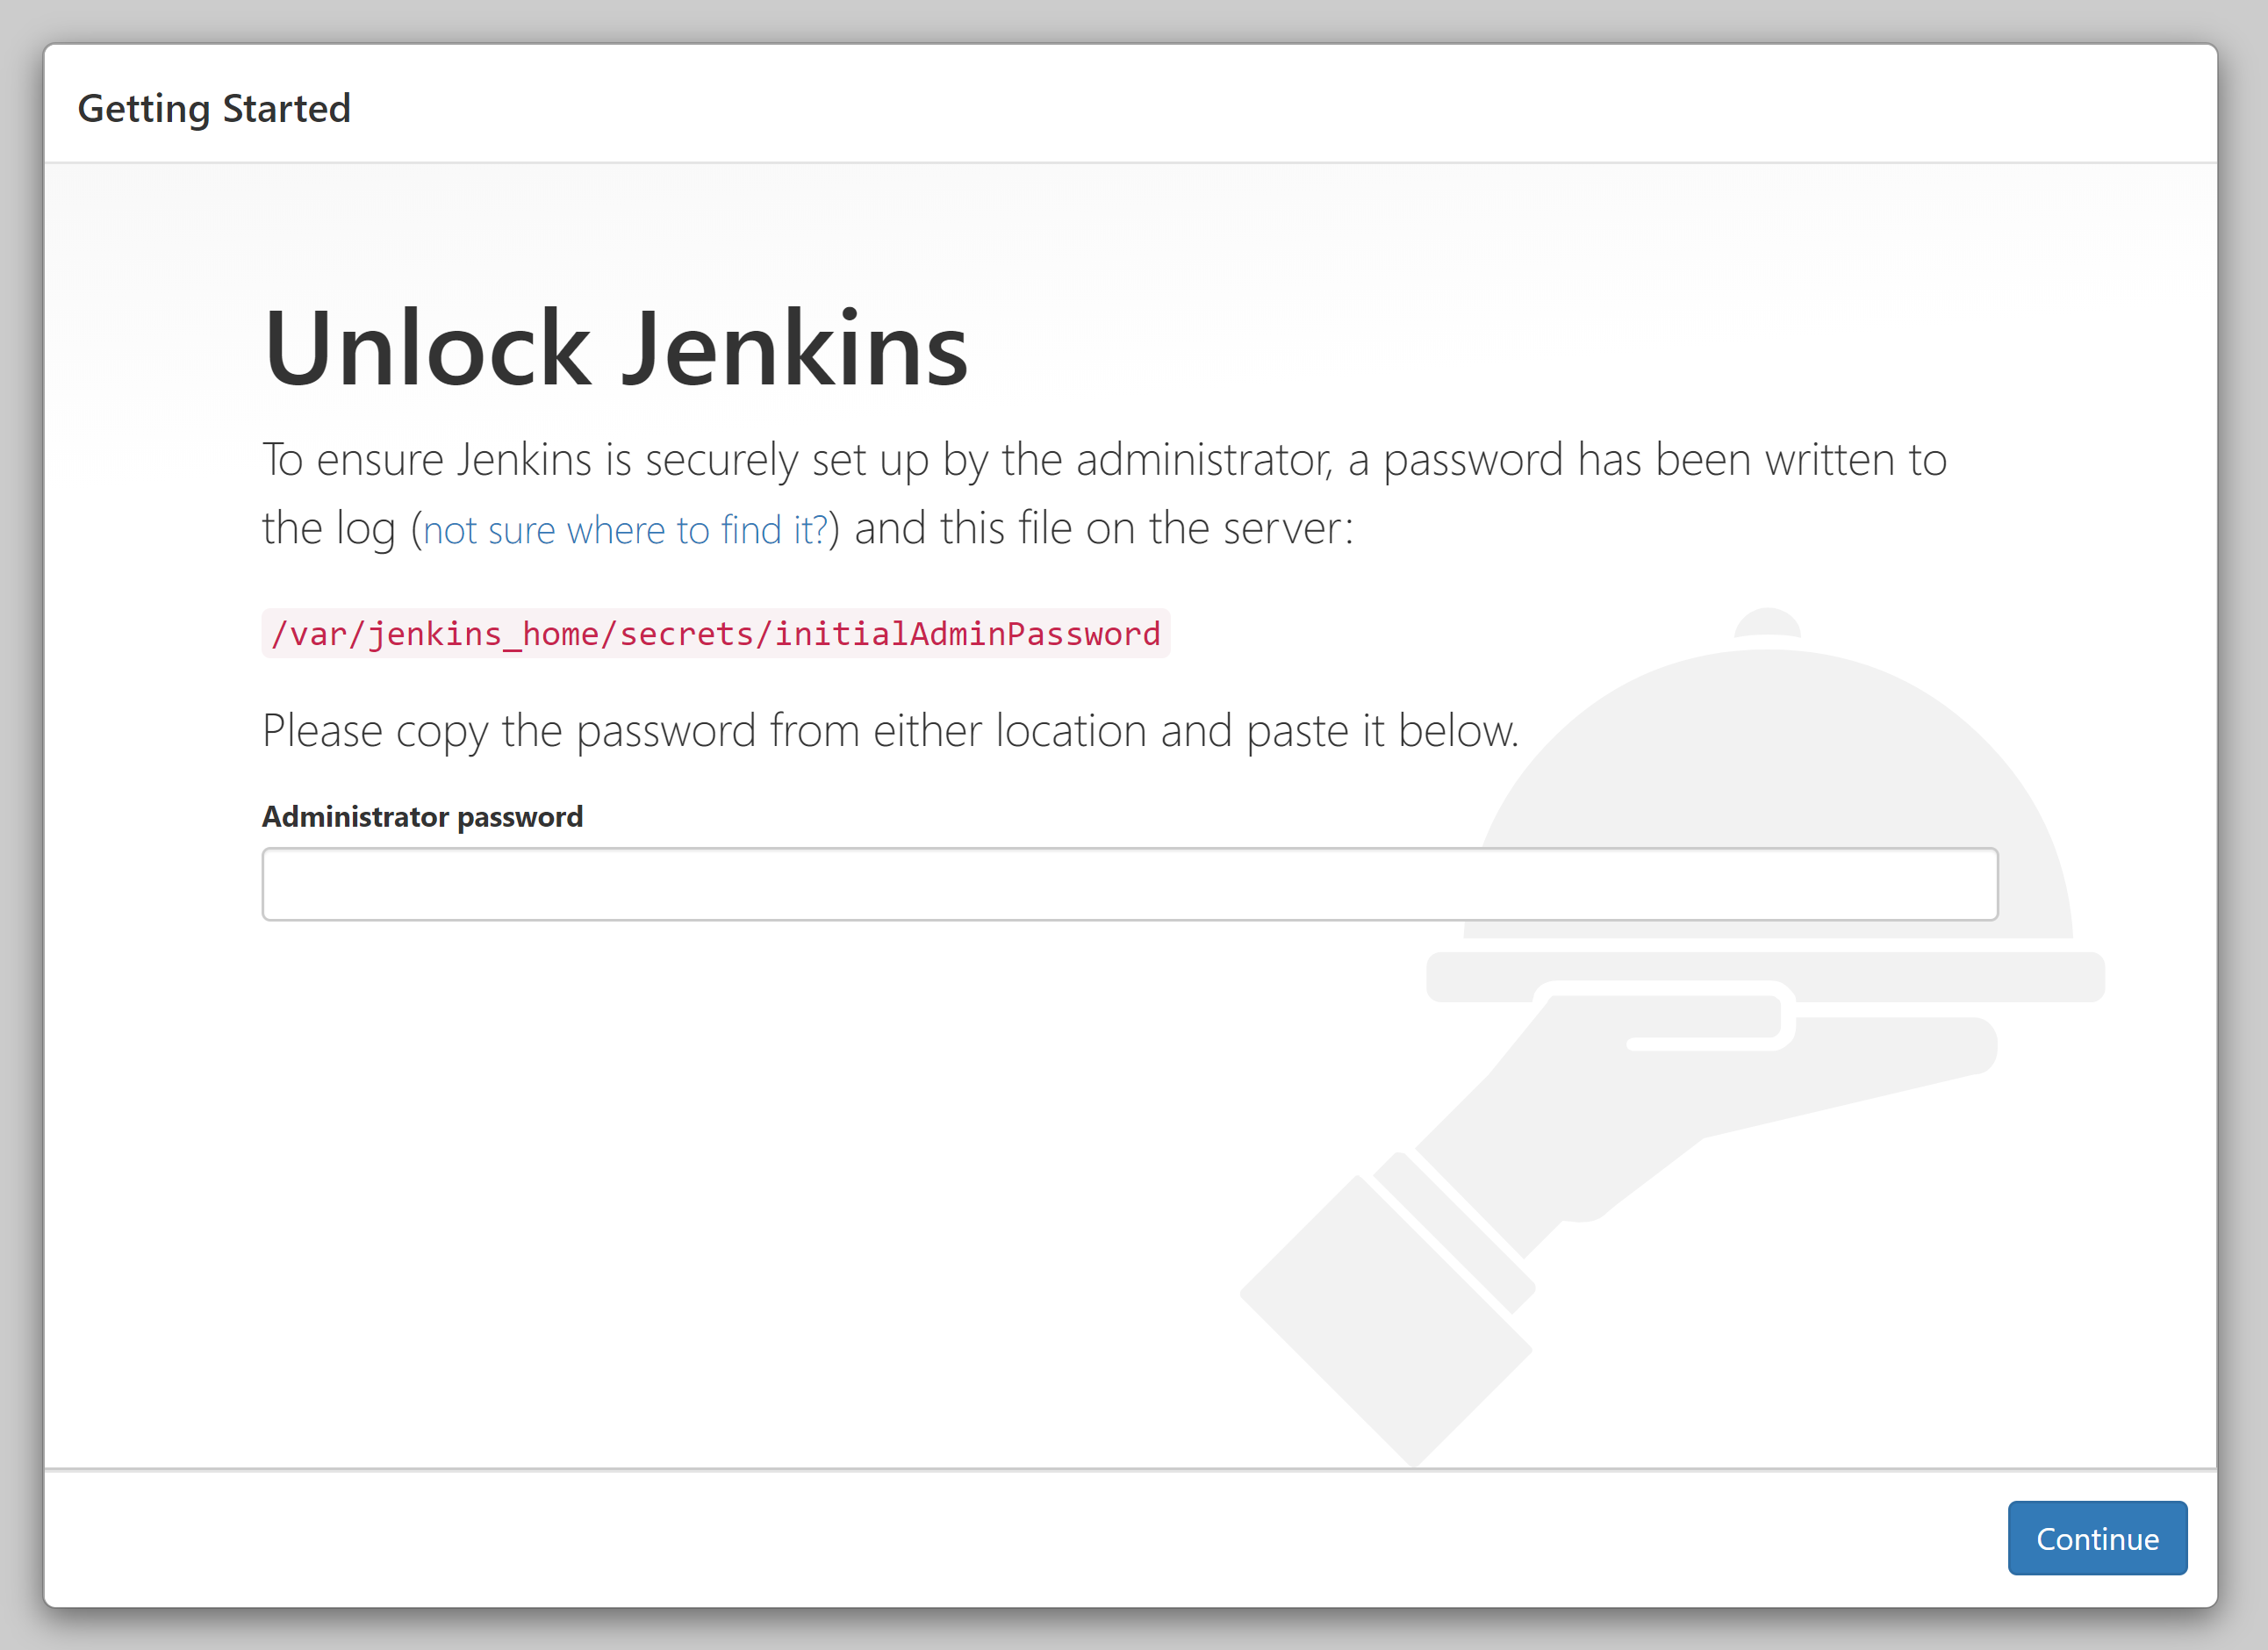 Getting Started
Unlock Jenkins
To ensure Jenkins is securely set up by the administrator, a password has been written to
the log (not sure where to find it?) and this file on the server:
/var/jenkins_home/secrets/initialAdminPassword
Please copy the password from either location and paste it below.
Administrator password
Continue